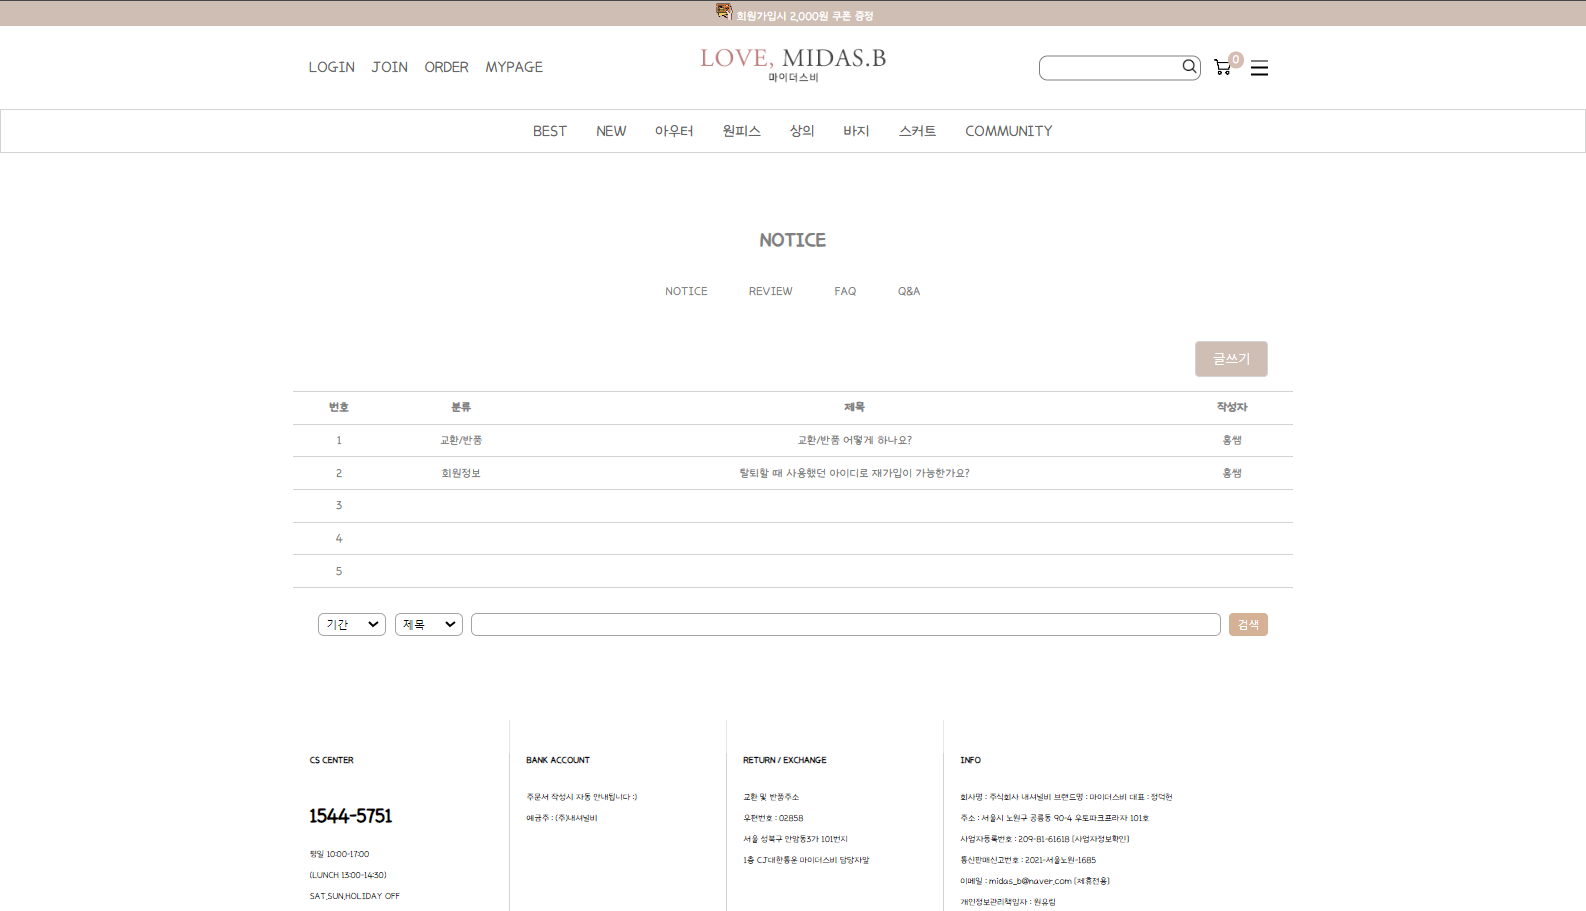 회원가입시 2,000원 쿠폰 증정
LOGIN JOIN ORDER MYPAGE
LOVE, MIDAS.B
마이더스비
0
BEST NEW 아우터 원피스 상의 바지 스커트 COMMUNITY
NOTICE
NOTICE REVIEW FAQ Q&A
글쓰기
번호 분류 제목 작성자
1 교환/반품 교환/반품 어떻게 하나요? 홍쌤
2 회원정보 탈퇴할 때 사용했던 아이디로 재가입이 가능한가요? 홍쌤
3
4
5
기간 제목 검색
CS CENTER
1544-5751
평일 10:00-17:00
(LUNCH 13:00-14:30)
SAT,SUN,HOLIDAY OFF
BANK ACCOUNT
주문서 작성시 자동 안내됩니다 :)
예금주 : (주)내셔널비
RETURN / EXCHANGE
교환 및 반품주소
우편번호 : 02858
서울 성북구 안암동3가 101번지
1층 CJ대한통운 마이더스비 담당자앞
INFO
회사명 : 주식회사 내셔널비 브랜드명 : 마이더스비 대표 : 정덕헌
주소 : 서울시 노원구 공릉동 90-4 우토파크프라자 101호
사업자등록번호 : 209-81-61618 [사업자정보확인]
통신판매신고번호 : 2021-서울노원-1685
이메일 : midas_b@naver.com [제휴전용]
개인정보관리책임자 : 원유림